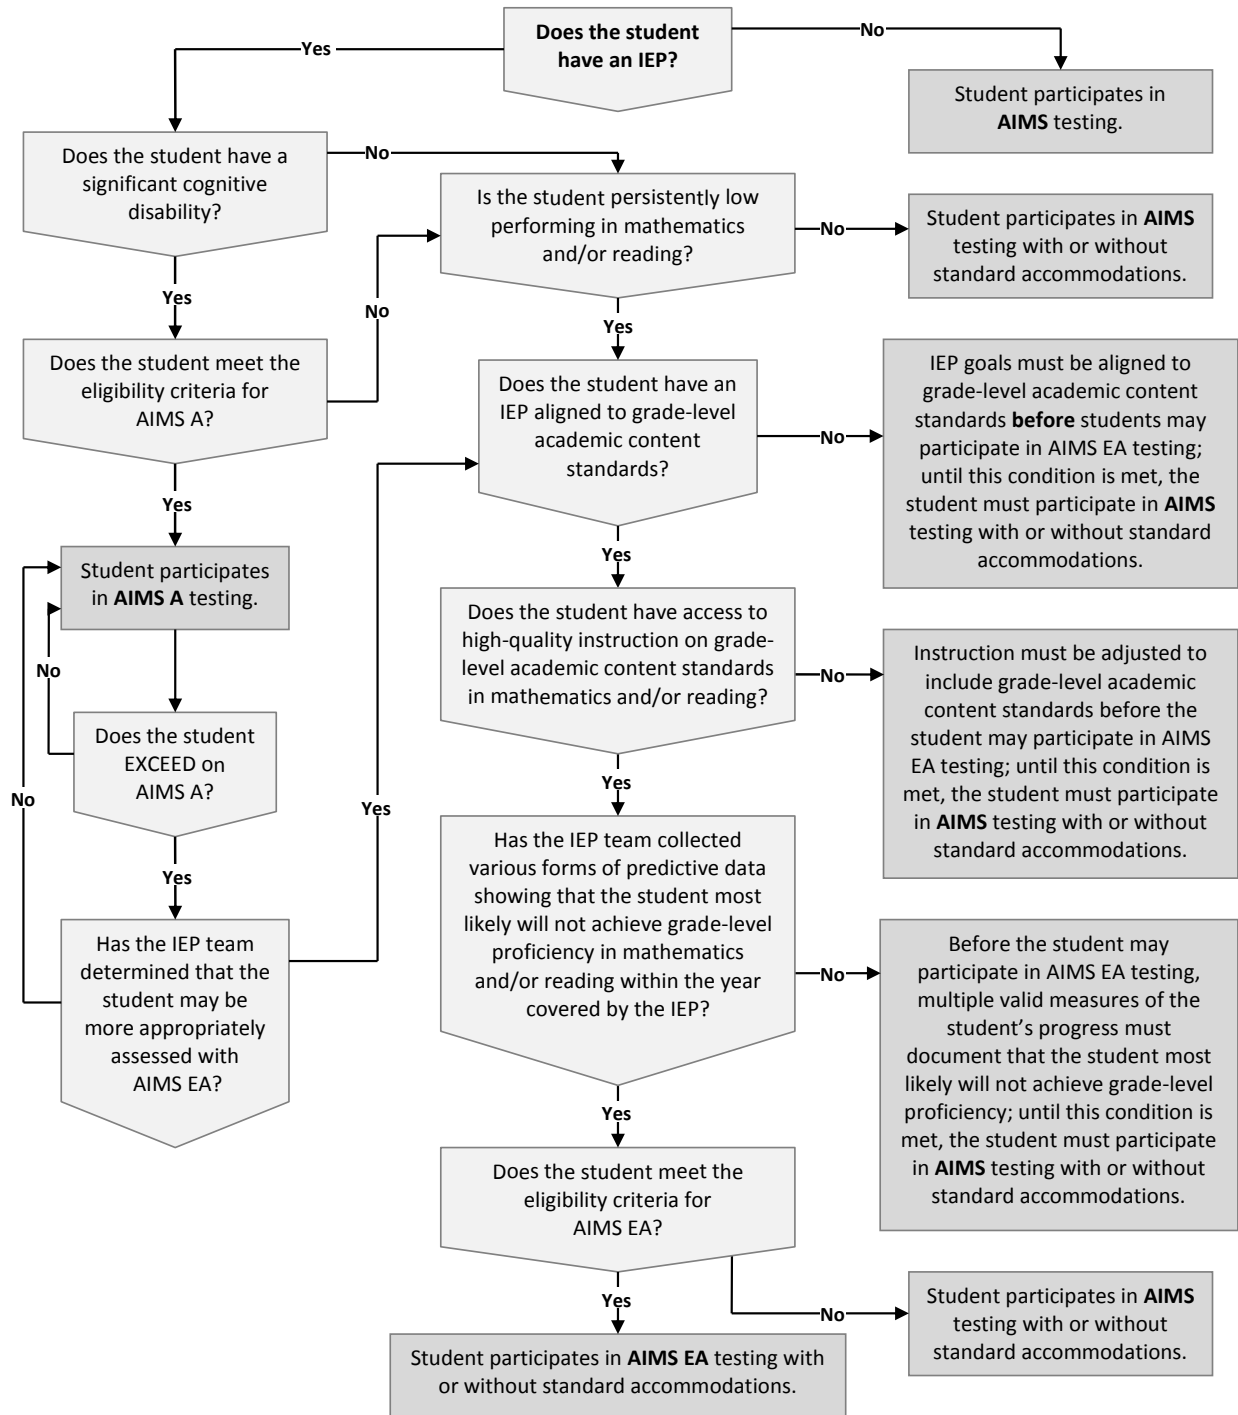 Does the student
have an IEP?
Yes
No
Student participates in
AIMS testing.
Does the student have a
significant cognitive
disability?
No
Is the student persistently low
performing in mathematics
and/or reading?
No
Student participates in AIMS
testing with or without
standard accommodations.
Yes
No
Yes
Does the student meet the
eligibility criteria for
AIMS A?
Does the student have an
IEP aligned to grade-level
academic content
standards?
No
IEP goals must be aligned to
grade-level academic content
standards before students may
participate in AIMS EA testing;
until this condition is met, the
student must participate in AIMS
testing with or without standard
accommodations.
Yes
Yes
Student participates
in AIMS A testing.
Does the student have access to
high-quality instruction on grade-
level academic content standards
in mathematics and/or reading?
No
Instruction must be adjusted to
include grade-level academic
content standards before the
student may participate in AIMS
EA testing; until this condition is
met, the student must participate
in AIMS testing with or without
standard accommodations.
No
Does the student
EXCEED on
AIMS A?
No
Yes
Yes
Yes
Has the IEP team collected
various forms of predictive data
showing that the student most
likely will not achieve grade-level
proficiency in mathematics
and/or reading within the year
covered by the IEP?
No
Before the student may
participate in AIMS EA testing,
multiple valid measures of the
student’s progress must
document that the student most
likely will not achieve grade-level
proficiency; until this condition is
met, the student must participate
in AIMS testing with or without
standard accommodations.
Has the IEP team
determined that the
student may be
more appropriately
assessed with
AIMS EA?
Yes
Does the student meet the
eligibility criteria for
AIMS EA?
Yes
No
Student participates in AIMS
testing with or without
standard accommodations.
Student participates in AIMS EA testing with
or without standard accommodations.